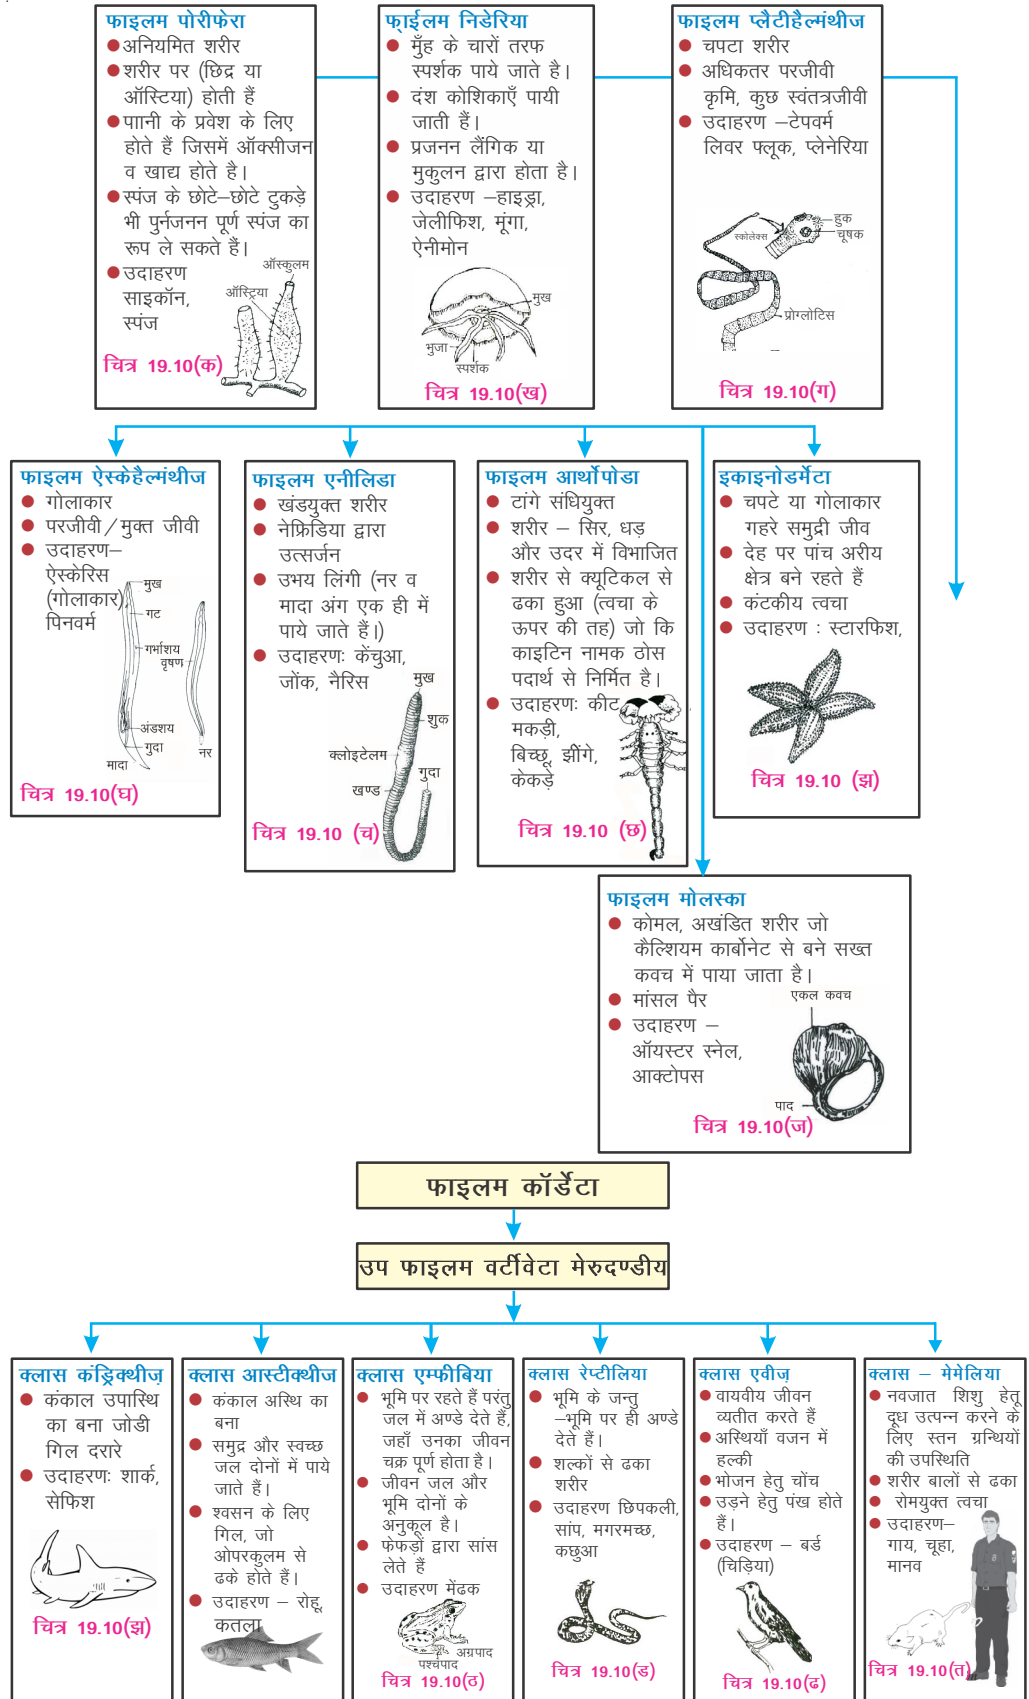 फाइलम पोरीफेरा
● अनियमित शरीर
● शरीर पर (छिद्र या
ऑस्टिया) होती हैं
● पाानी के प्रवेश के लिए
होते हैं जिसमें ऑक्सीजन
व खाद्य होते है।
● स्पंज के छोटे–छोटे टुकड़े
भी पुर्नजनन पूर्ण स्पंज का
रूप ले सकते हैं।
● उदाहरण
साइकॉन,
स्पंज
ऑस्कुलम
ऑस्ट्रिया
चित्र 19.10(क)
फा्ईलम निडेरिया
● मुँह के चारों तरफ
स्पर्शक पाये जाते है।
● दंश कोशिकाएँ पायी
जाती हैं।
● प्रजनन लैंगिक या
मुकुलन द्वारा होता है।
● उदाहरण –हाइड्रा,
जेलीफिश, मूंगा,
ऐनीमोन
मुख
भुजा
स्पर्शक
चित्र 19.10(ख)
फाइलम प्लैटीहैल्मंथीज
● चपटा शरीर
● अधिकतर परजीवी
कृमि, कुछ स्वंतत्रजीवी
● उदाहरण –टेपवर्म
लिवर फ्लूक, प्लेनेरिया
हुक
स्कोलेक्स
चूषक
प्रोग्लोटिस
चित्र 19.10(ग)
फाइलम ऐस्केहैल्मंथीज
● गोलाकार
● परजीवी/मुक्त जीवी
● उदाहरण–
ऐस्केरिस
(गोलाकार)
पिनवर्म
मुख
गट
गर्भाशय
वृषण
अंडशय
गुदा
मादा
नर
चित्र 19.10(घ)
फाइलम एनीलिडा
● खंडयुक्त शरीर
● नेफ्रिडिया द्वारा
उत्सर्जन
● उभय लिंगी (नर व
मादा अंग एक ही में
पाये जाते हैं।)
● उदाहरणः केंचुआ,
जोंक, नैरिस
मुख
शुक
क्लोइटेलम
गुदा
खण्ड
चित्र 19.10 (च)
फाइलम आर्थोपोडा
● टांगे संधियुक्त
● शरीर – सिर, धड़
और उदर में विभाजित
● शरीर से क्यूटिकल से
ढका हुआ (त्वचा के
ऊपर की तह) जो कि
काइटिन नामक ठोस
पदार्थ से निर्मित है।
● उदाहरणः कीट
मकड़ी,
बिच्छू, झींगे,
केकड़े
चित्र 19.10 (छ)
इकाइनोडर्मेटा
● चपटे या गोलाकार
गहरे समुद्री जीव
● देह पर पांच अरीय
क्षेत्र बने रहते हैं
● कंटकीय त्वचा
● उदाहरण : स्टारफिश,
चित्र 19.10 (झ)
फाइलम मोलस्का
● कोमल, अखंडित शरीर जो
कैल्शियम कार्बोनेट से बने सख्त
कवच में पाया जाता है।
● मांसल पैर
● उदाहरण –
ऑयस्टर स्नेल,
आक्टोपस
एकल कवच
पाद
चित्र 19.10(ज)
फाइलम कॉर्डेटा
उप फाइलम वर्टीवेटा मेरुदण्डीय
क्लास कंड्रिक्थीज़
● कंकाल उपास्थि
का बना जोडी
गिल दरारे
● उदाहरणः शार्क,
सेफिश
चित्र 19.10(झ)
क्लास आस्टीक्थीज
● कंकाल अस्थि का
बना
● समुद्र और स्वच्छ
जल दोनों में पाये
जाते हैं।
● श्वसन के लिए
गिल, जो
ओपरकुलम से
ढके होते हैं।
● उदाहरण – रोहू,
कतला
क्लास एम्फीबिया
● भूमि पर रहते हैं परंतु
जल में अण्डे देते हैं,
जहाँ उनका जीवन
चक्र पूर्ण होता है।
● जीवन जल और
भूमि दोनों के
अनुकूल है।
● फेफड़ों द्वारा सांस
लेते हैं
● उदाहरण मेंढक
अग्रपाद
पश्चपाद
चित्र 19.10(ठ)
क्लास रेप्टीलिया
● भूमि के जन्तु
–भूमि पर ही अण्डे
देते हैं।
● शल्कों से ढका
शरीर
● उदाहरण छिपकली,
सांप, मगरमच्छ,
कछुआ
चित्र 19.10(ड)
क्लास एवीज़
● वायवीय जीवन
व्यतीत करते हैं
● अस्थियाँ वजन में
हल्की
● भोजन हेतु चोंच
● उड़ने हेतु पंख होते
हैं।
● उदाहरण – बर्ड
(चिड़िया)
चित्र 19.10(ढ)
क्लास – मेमेलिया
● नवजात शिशु हेतू
दूध उत्पन्न करने के
लिए स्तन ग्रन्थियों
की उपस्थिति
● शरीर बालों से ढका
● रोमयुक्त त्वचा
● उदाहरण–
गाय, चूहा,
मानव
चित्र 19.10(त)